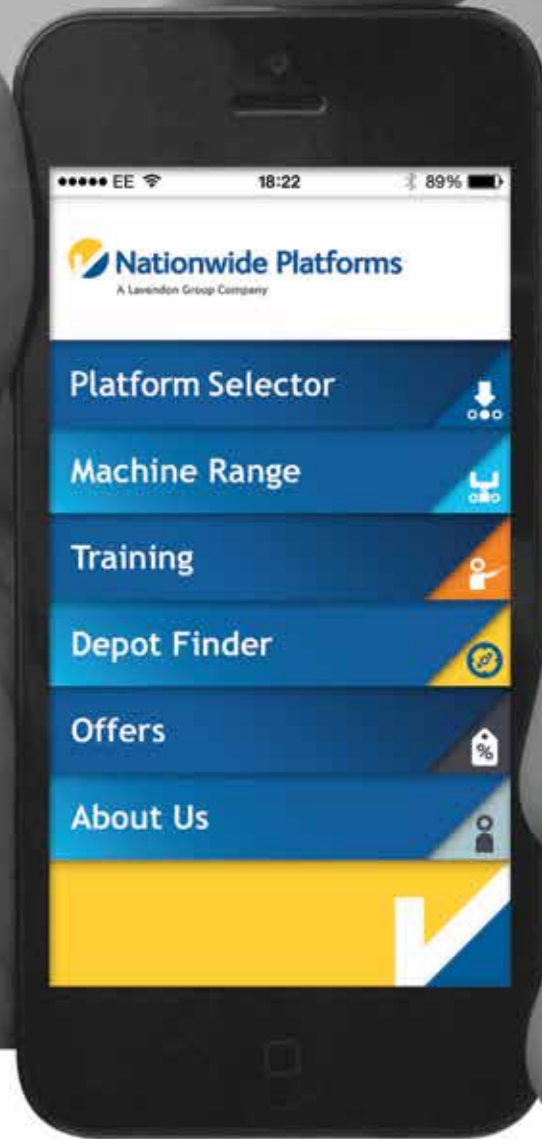 EE 18:22 89%
Nationwide Platforms
A Lavendon Group Company
Platform Selector
Machine Range
Training
Depot Finder
Offers
%
About Us